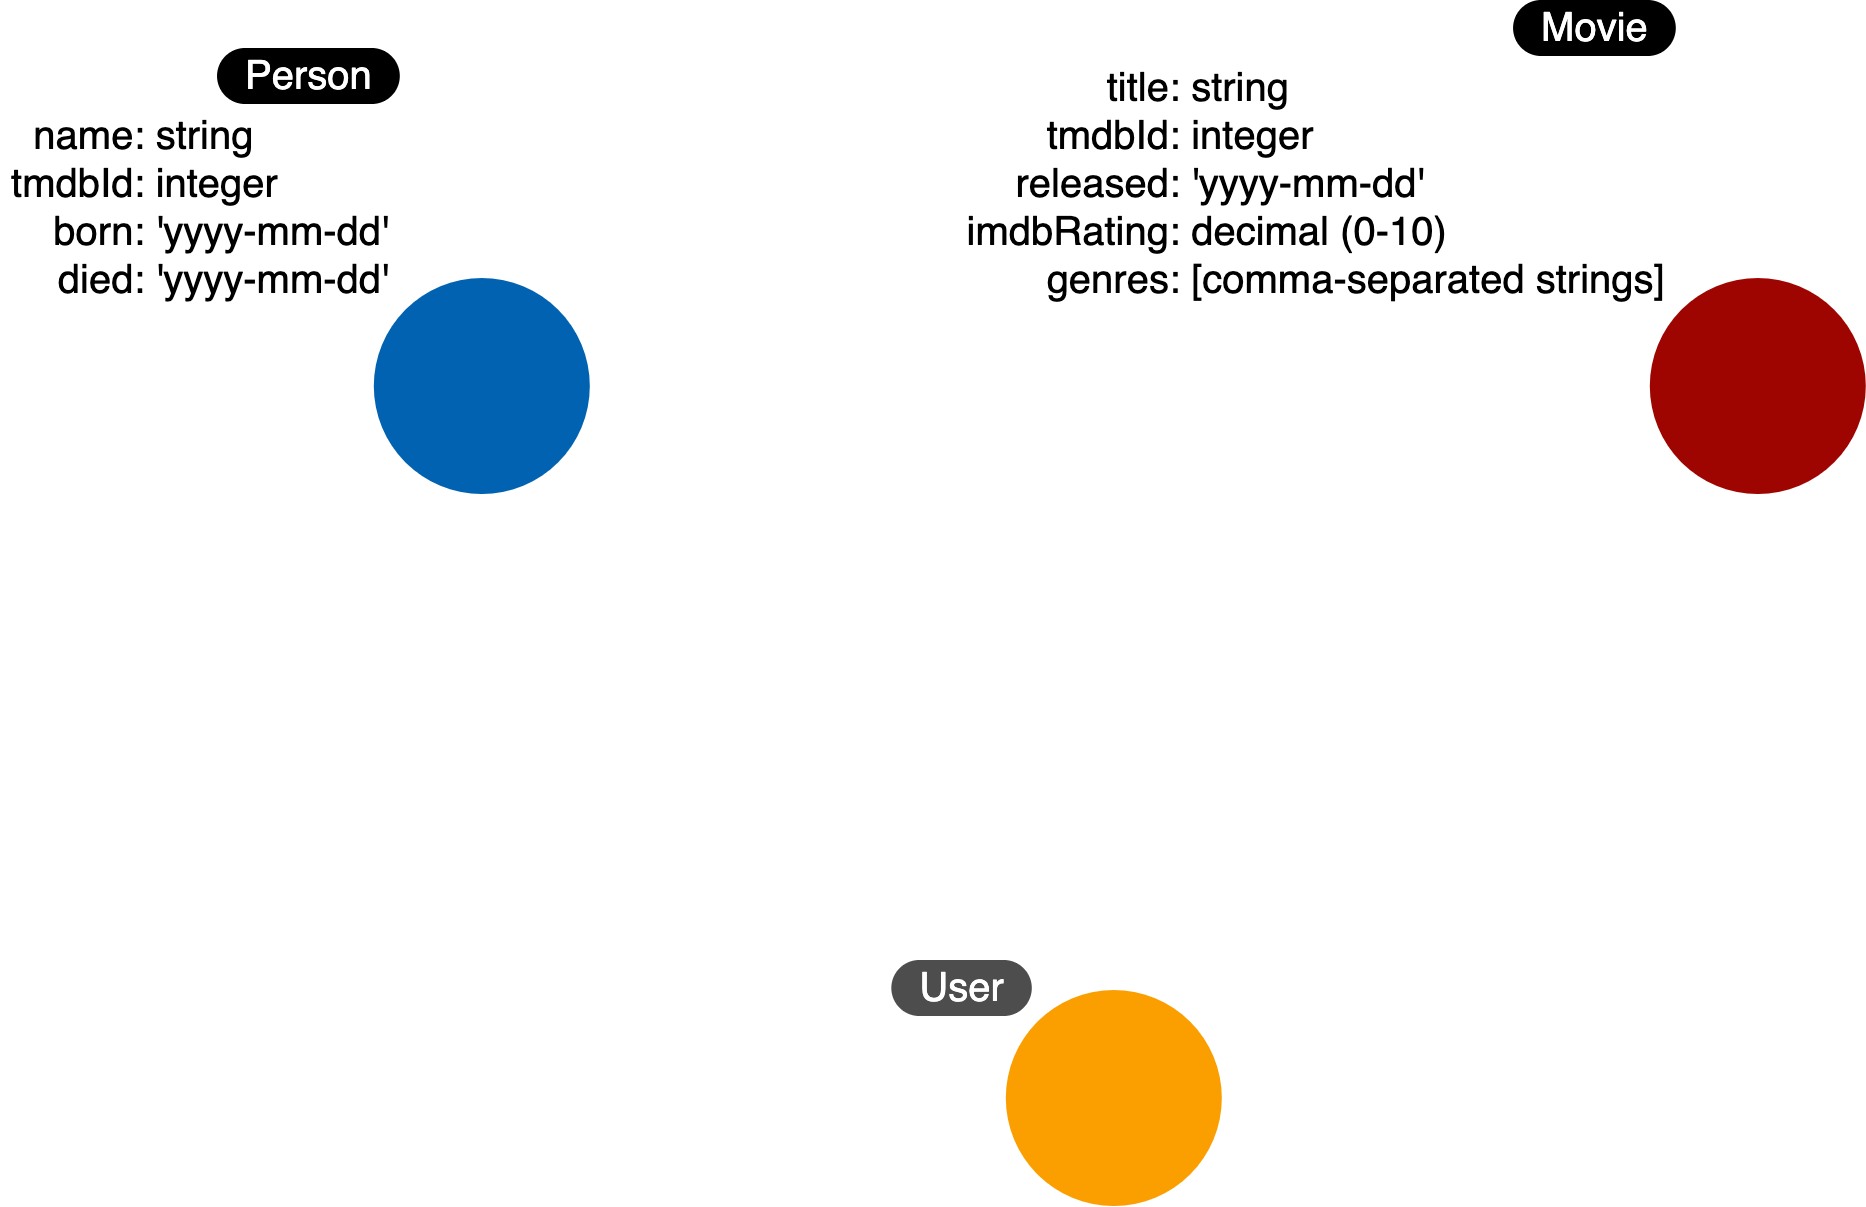 Person
name: string
tmdbId: integer
born: 'yyyy-mm-dd'
died: 'yyyy-mm-dd'
Movie
title: string
tmdbId: integer
released: 'yyyy-mm-dd'
imdbRating: decimal (0-10)
genres: [comma-separated strings]
User